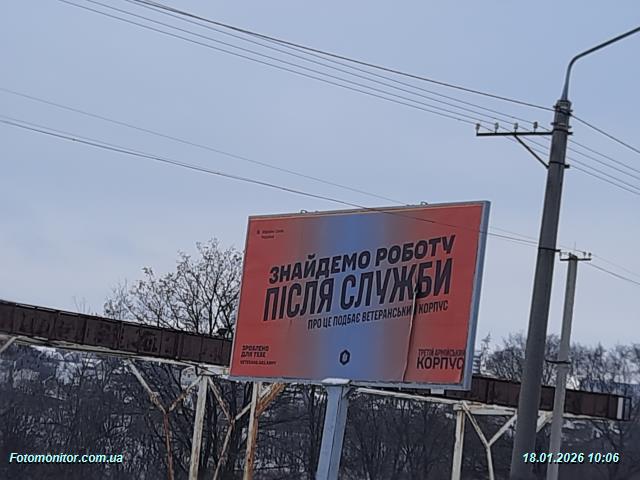 ЗНАЙДЕМО РОБОТУ
ПІСЛЯ СЛУЖБИ
ПРО ЦЕ ПОДБАЄ ВЕТЕРАНСЬКИЙ КОРПУС
ЗРОБЛЕНО
ДЛЯ ТЕБЕ
ТРЕТІЙ АРМІЙСЬКИЙ
КОРПУС
Fotomonitor.com.ua
18.01.2026 10:06